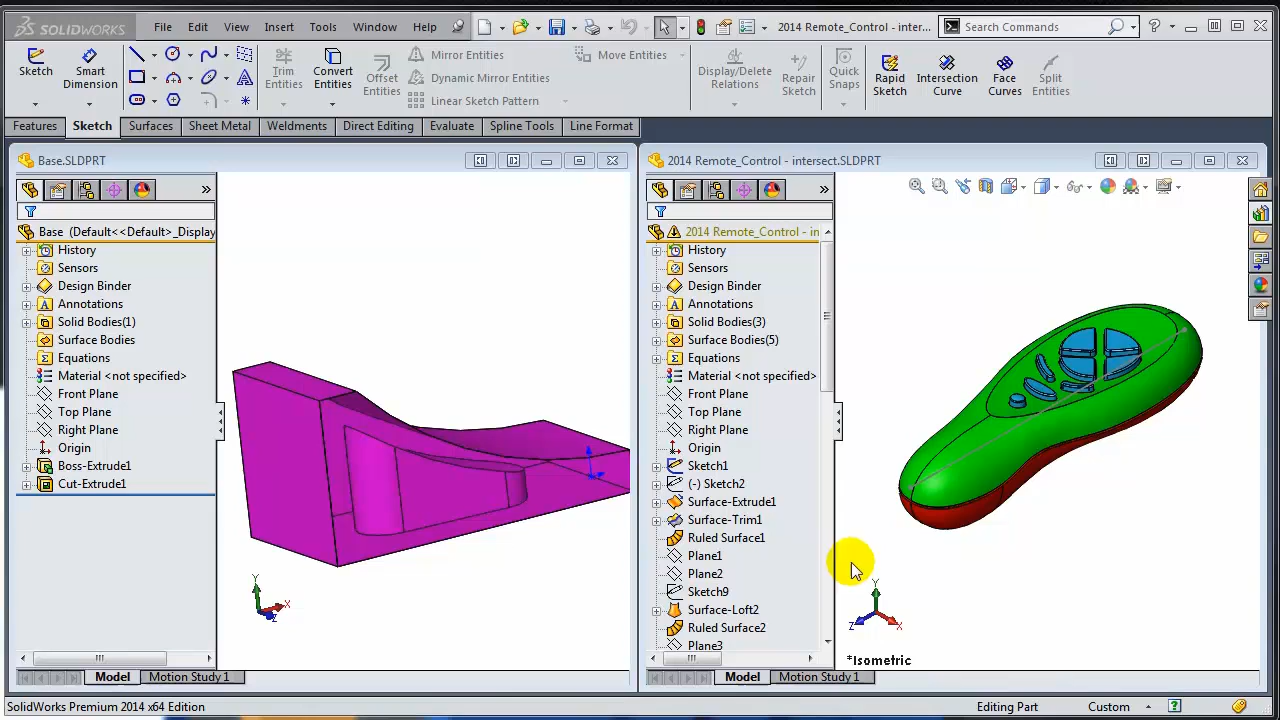 SOLIDWORKS File Edit View Insert Tools Window Help 2014 Remote_Control - inter... Search Commands ?
Sketch Smart Dimension Trim Entities Convert Entities Offset Entities Mirror Entities Move Entities Display/Delete Relations Repair Sketch Quick Snaps Rapid Sketch Intersection Curve Face Curves Split Entities
Dynamic Mirror Entities
Linear Sketch Pattern
Features Sketch Surfaces Sheet Metal Weldments Direct Editing Evaluate Spline Tools Line Format
Base.SLDPRT
Base (Default<<Default>_Display
History
Sensors
Design Binder
Annotations
Solid Bodies(1)
Surface Bodies
Equations
Material <not specified>
Front Plane
Top Plane
Right Plane
Origin
Boss-Extrude1
Cut-Extrude1
Y
X
Z
Model Motion Study 1
2014 Remote_Control - intersect.SLDPRT
2014 Remote_Control - in
History
Sensors
Design Binder
Annotations
Solid Bodies(3)
Surface Bodies(5)
Equations
Material <not specified>
Front Plane
Top Plane
Right Plane
Origin
Sketch1
(-) Sketch2
Surface-Extrude1
Surface-Trim1
Ruled Surface1
Plane1
Plane2
Sketch9
Surface-Loft2
Ruled Surface2
Plane3
Y
Z X
*Isometric
Model Motion Study 1
SolidWorks Premium 2014 x64 Edition Editing Part Custom ?